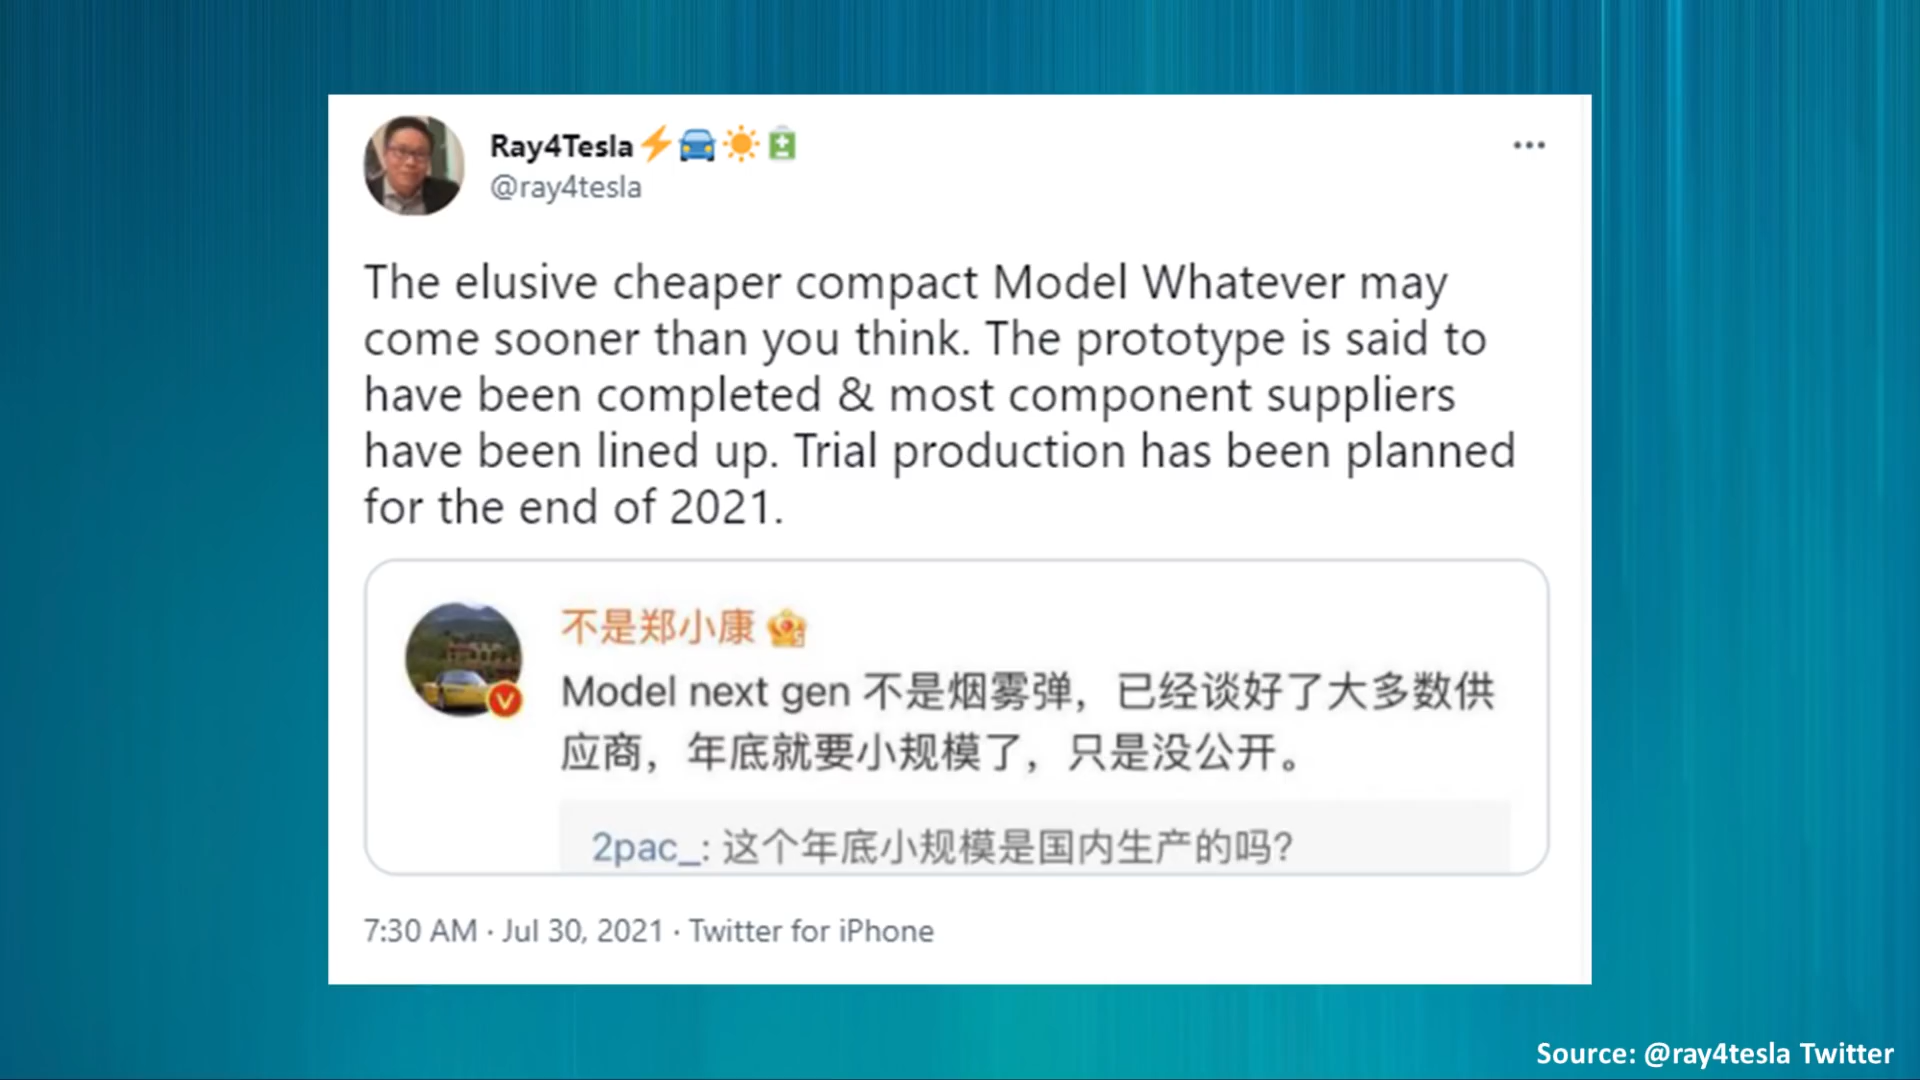 Ray4Tesla⚡🚘☀🔋
@ray4tesla
The elusive cheaper compact Model Whatever may
come sooner than you think. The prototype is said to
have been completed & most component suppliers
have been lined up. Trial production has been planned
for the end of 2021.
不是郑小康
Model next gen 不是烟雾弹，已经谈好了大多数供
应商，年底就要小规模了，只是没公开。
2pac_: 这个年底小规模是国内生产的吗?
7:30 AM · Jul 30, 2021 · Twitter for iPhone
Source: @ray4tesla Twitter